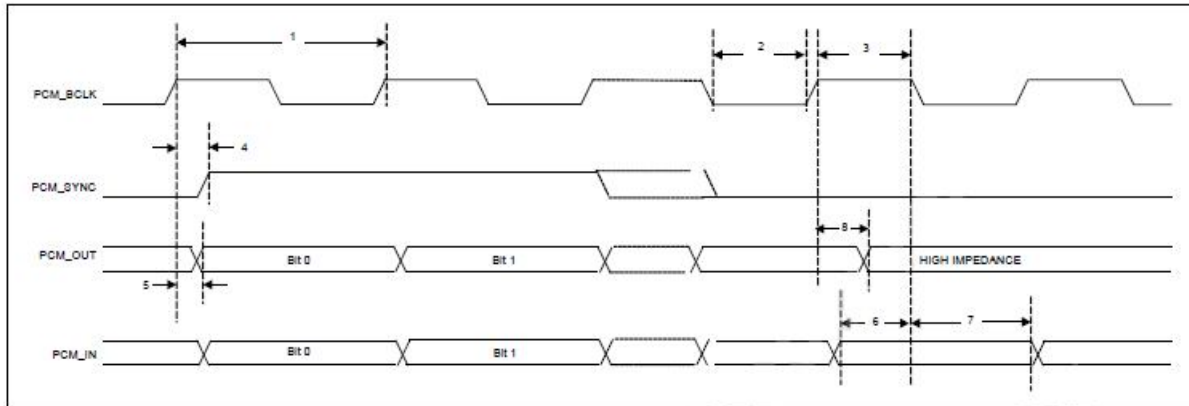 1
2
3
PCM_BCLK
4
PCM_SYNC
8
PCM_OUT
Bit 0
Bit 1
HIGH IMPEDANCE
5
6
7
PCM_IN
Bit 0
Bit 1